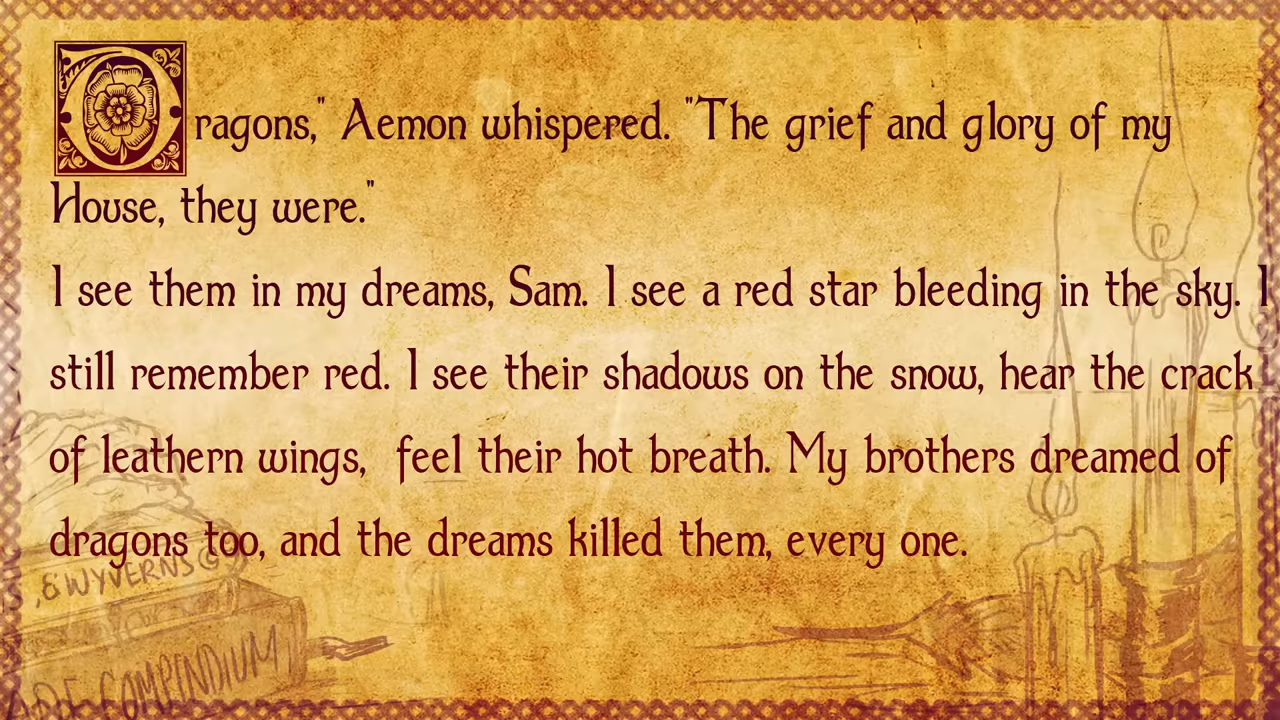 Dragons," Aemon whispered. "The grief and glory of my
House, they were."
I see them in my dreams, Sam. I see a red star bleeding in the sky. I
still remember red. I see their shadows on the snow, hear the crack
of leathern wings, feel their hot breath. My brothers dreamed of
dragons too, and the dreams killed them, every one.
& WYVERNS
COMPENDIUM